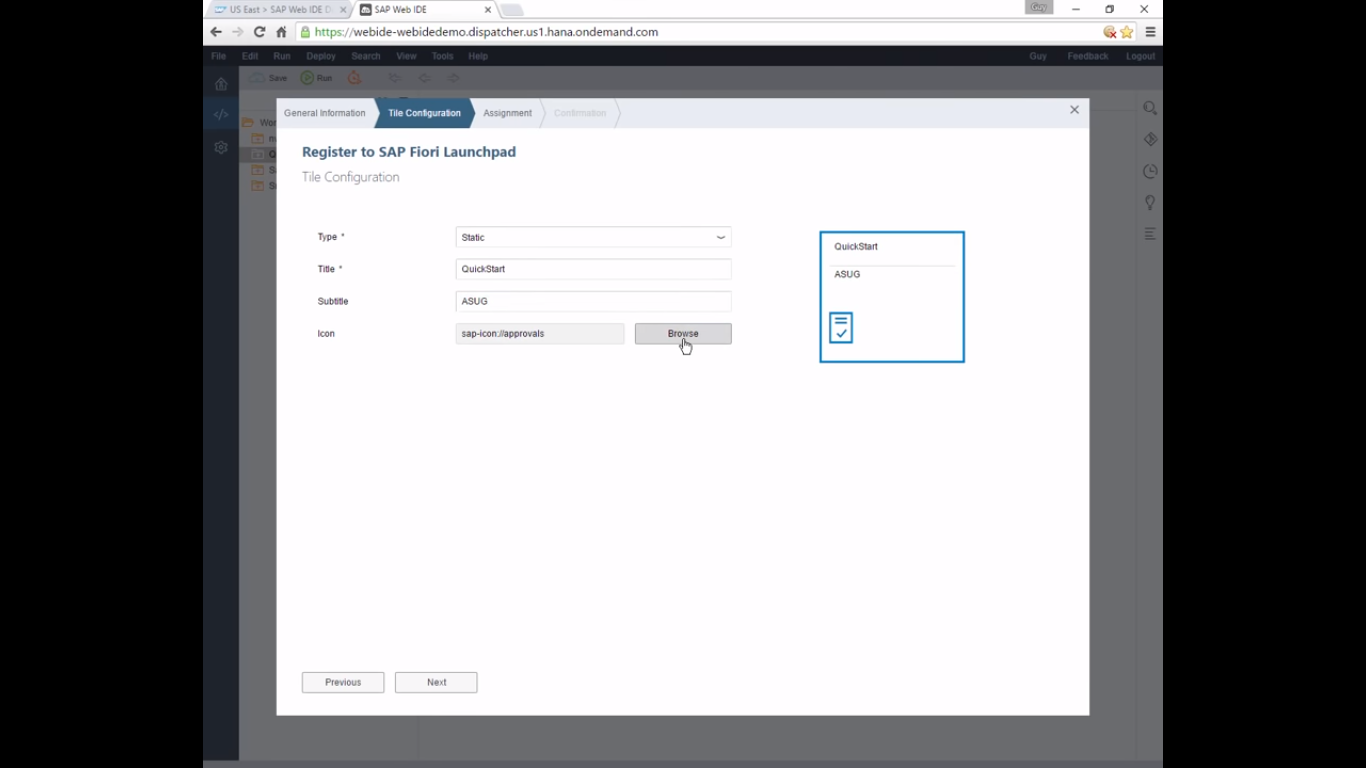 US East > SAP Web IDE D
SAP Web IDE
Guy
https://webide-webidedemo.dispatcher.us1.hana.ondemand.com
File Edit Run Deploy Search View Tools Help Guy Feedback Logout
Save Run
General Information Tile Configuration Assignment Confirmation
Register to SAP Fiori Launchpad
Tile Configuration
Type * Static
Title * QuickStart
Subtitle ASUG
Icon sap-icon://approvals Browse
QuickStart
ASUG
Previous Next